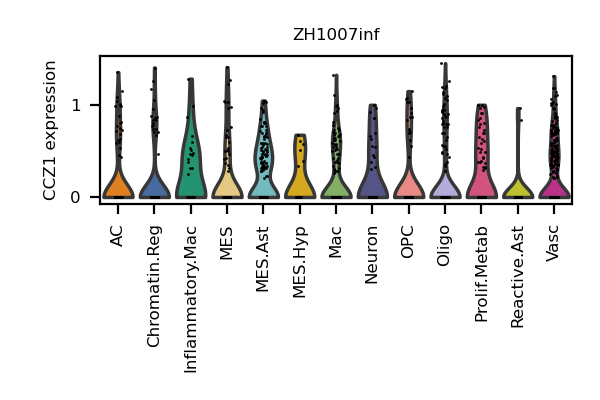 ZH1007inf
CCZ1 expression
1
0
AC
Chromatin.Reg
Inflammatory.Mac
MES
MES.Ast
MES.Hyp
Mac
Neuron
OPC
Oligo
Prolif.Metab
Reactive.Ast
Vasc